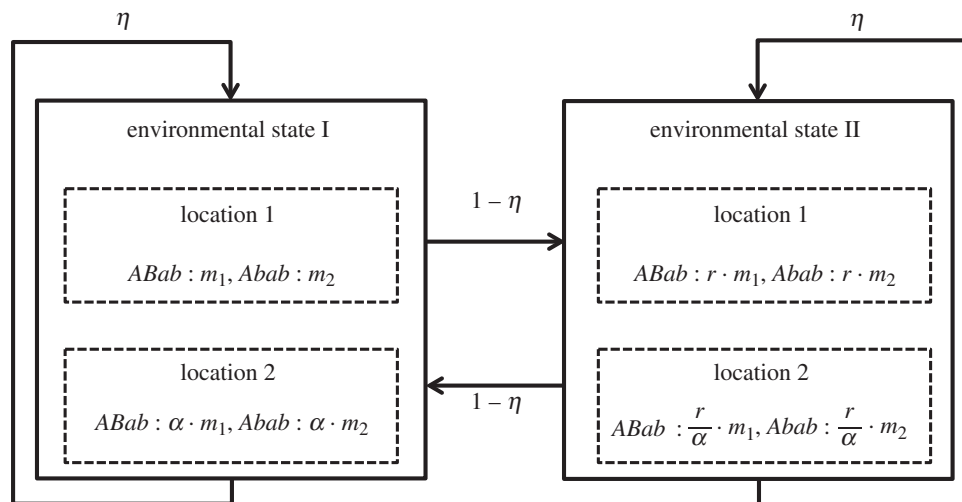 η
η
environmental state I
environmental state II
location 1
ABab : m₁, Abab : m₂
1 – η
location 1
ABab : r · m₁, Abab : r · m₂
location 2
ABab : α · m₁, Abab : α · m₂
1 – η
location 2
ABab : r/α · m₁, Abab : r/α · m₂